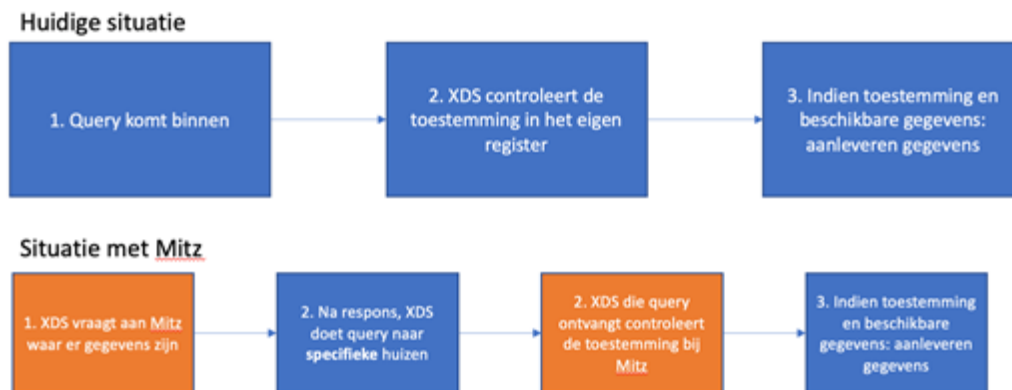 Huidige situatie
1. Query komt binnen
2. XDS controleert de
toestemming in het eigen
register
3. Indien toestemming en
beschikbare gegevens:
aanleveren gegevens
Situatie met Mitz
1. XDS vraagt aan Mitz
waar er gegevens zijn
2. Na respons, XDS
doet query naar
specifieke huizen
2. XDS die query
ontvangt controleert
de toestemming bij
Mitz
3. Indien toestemming
en beschikbare
gegevens: aanleveren
gegevens